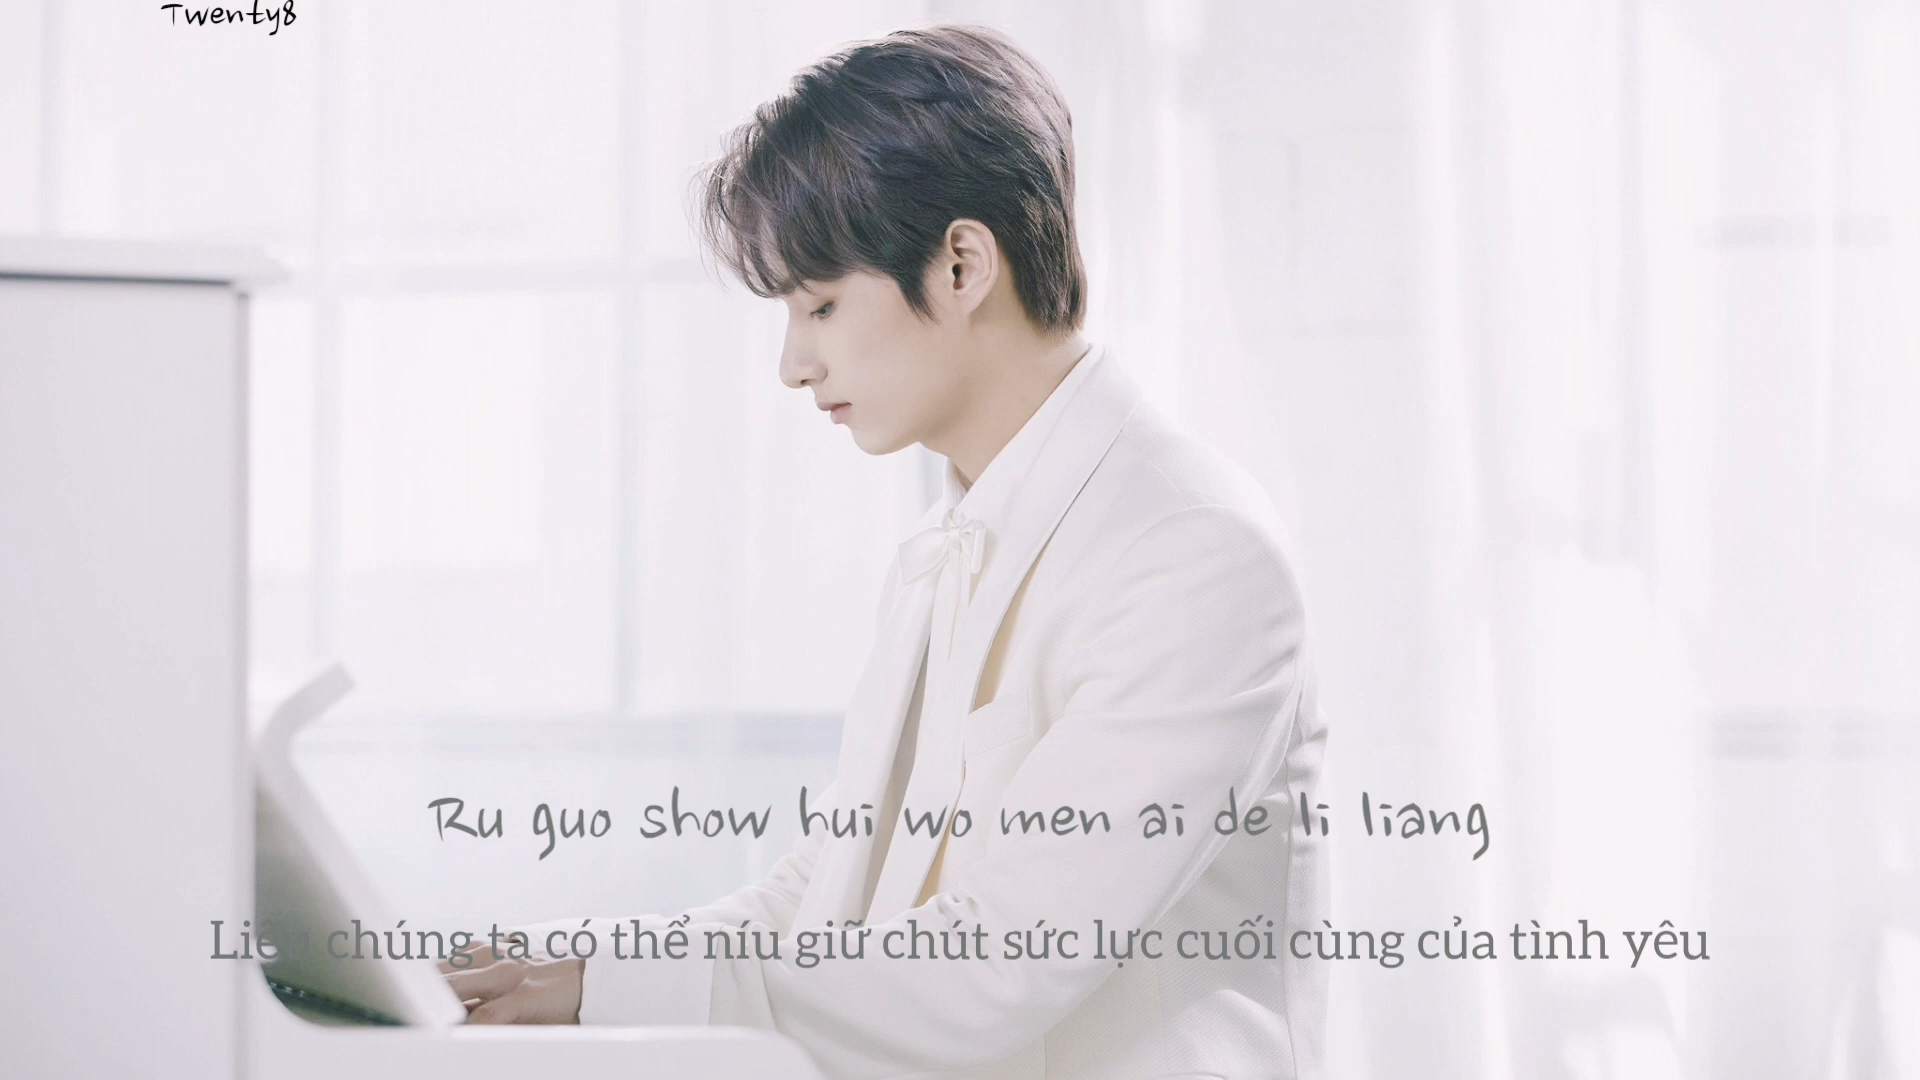 Twenty8
Ru guo show hui wo men ai de li liang
Liệu chúng ta có thể níu giữ chút sức lực cuối cùng của tình yêu